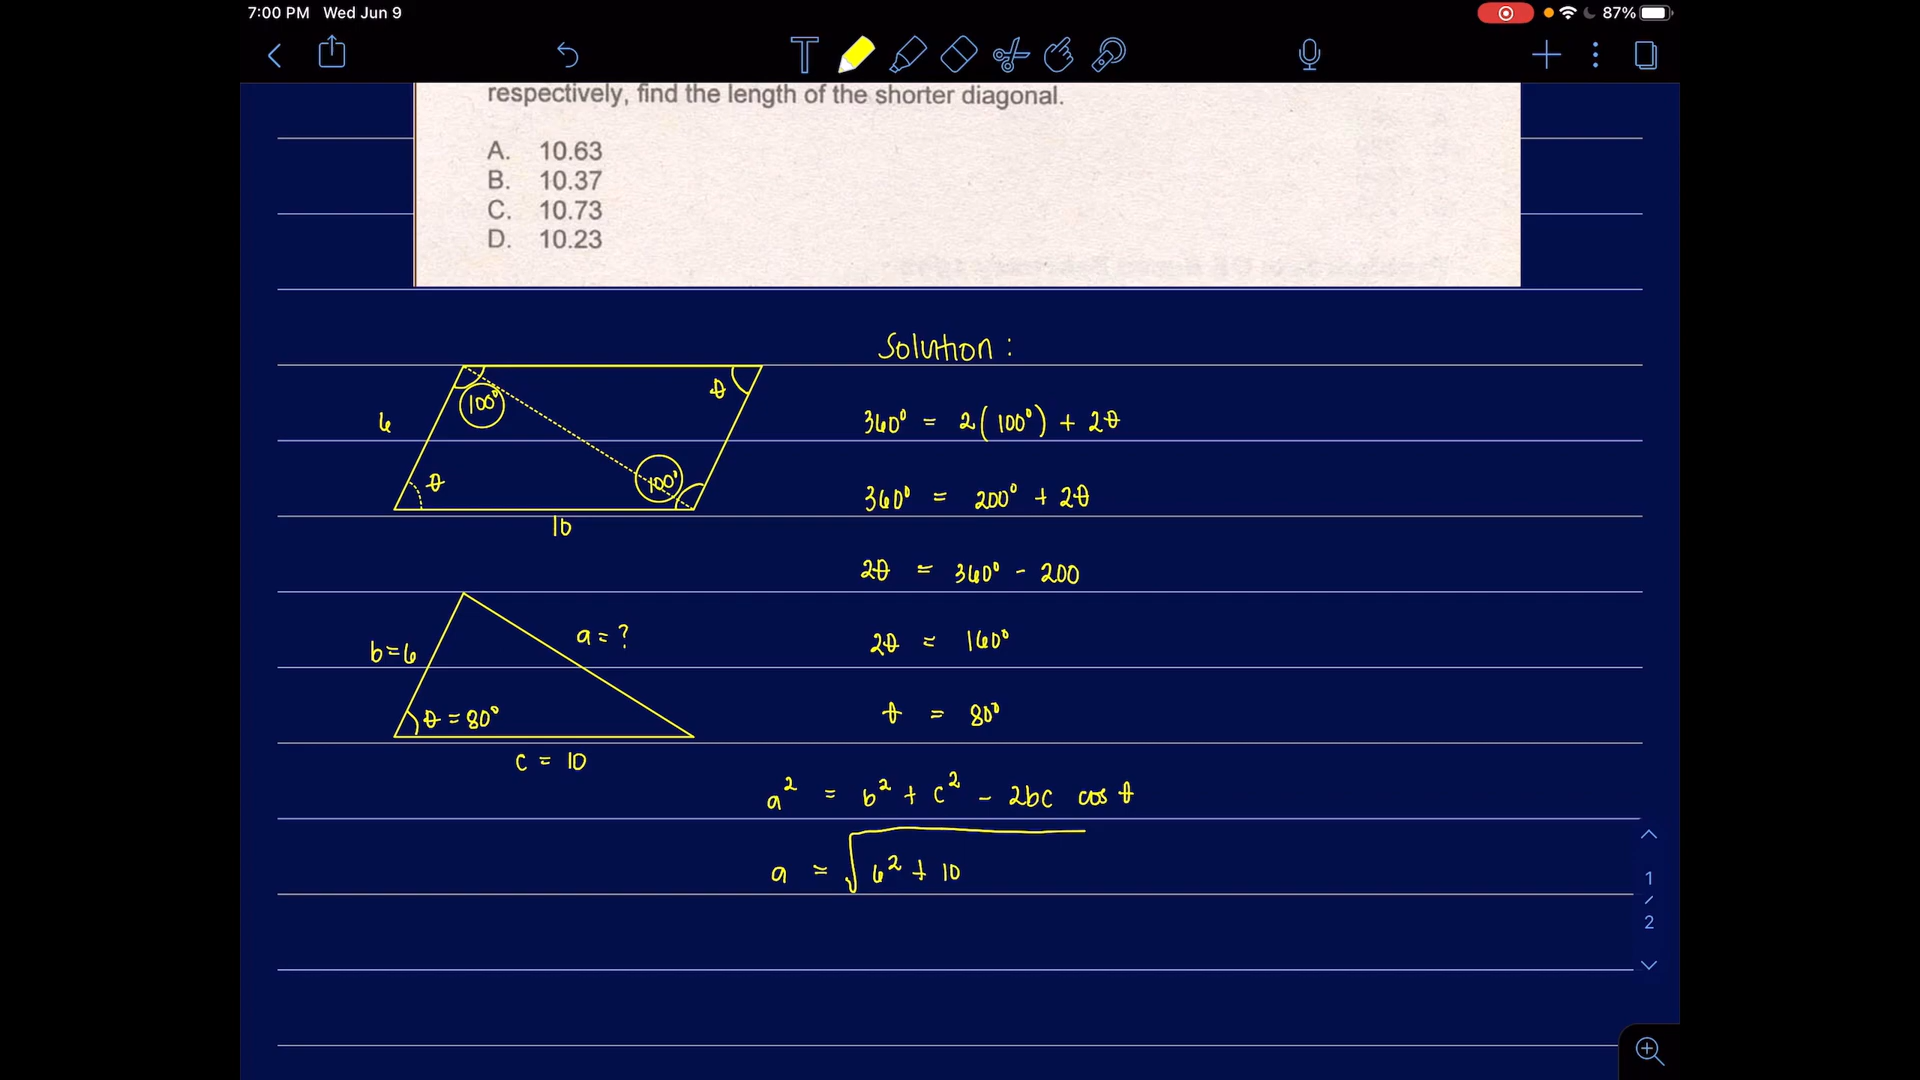 7:00 PM Wed Jun 9
87%
T
respectively, find the length of the shorter diagonal.
A. 10.63
B. 10.37
C. 10.73
D. 10.23
Solution :
6
100°
θ
θ
100°
10
360° = 2(100°) + 2θ
360° = 200° + 2θ
2θ = 360° - 200
2θ = 160°
θ = 80°
b=6
a = ?
θ = 80°
c = 10
a² = b² + c² - 2bc cos θ
a = √6² + 10
1
2